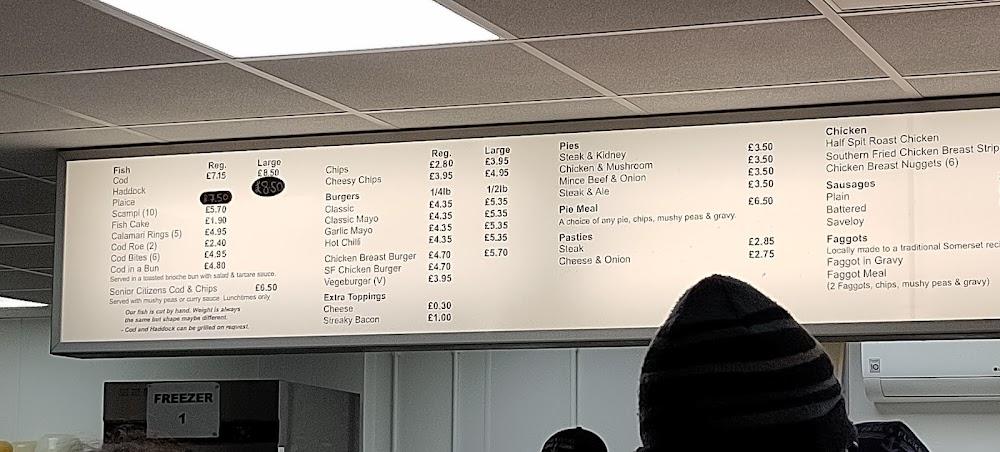 Fish Reg. Large
Cod £7.15 £8.50
Haddock
Plaice £7.50 £8.50
Scampi (10) £5.70
Fish Cake £1.90
Calamari Rings (5) £4.95
Cod Roe (2) £2.40
Cod Bites (6) £4.95
Cod in a Bun £4.80
Served in a toasted brioche bun with salad & tartare sauce.
Senior Citizens Cod & Chips £6.50
Served with mushy peas or curry sauce. Lunchtimes only
Our fish is cut by hand. Weight is always
the same but shape maybe different.
- Cod and Haddock can be grilled on request.
Reg. Large
Chips £2.80 £3.95
Cheesy Chips £3.95 £4.95
Burgers 1/4lb 1/2lb
Classic £4.35 £5.35
Classic Mayo £4.35 £5.35
Garlic Mayo £4.35 £5.35
Hot Chilli £4.35 £5.35
Chicken Breast Burger £4.70 £5.70
SF Chicken Burger £4.70
Vegeburger (V) £3.95
Extra Toppings
Cheese £0.30
Streaky Bacon £1.00
Pies
Steak & Kidney £3.50
Chicken & Mushroom £3.50
Mince Beef & Onion £3.50
Steak & Ale £3.50
Pie Meal £6.50
A choice of any pie, chips, mushy peas & gravy.
Pasties
Steak £2.85
Cheese & Onion £2.75
Chicken
Half Spit Roast Chicken
Southern Fried Chicken Breast Strip
Chicken Breast Nuggets (6)
Sausages
Plain
Battered
Saveloy
Faggots
Locally made to a traditional Somerset rec
Faggot in Gravy
Faggot Meal
(2 Faggots, chips, mushy peas & gravy)
FREEZER
1